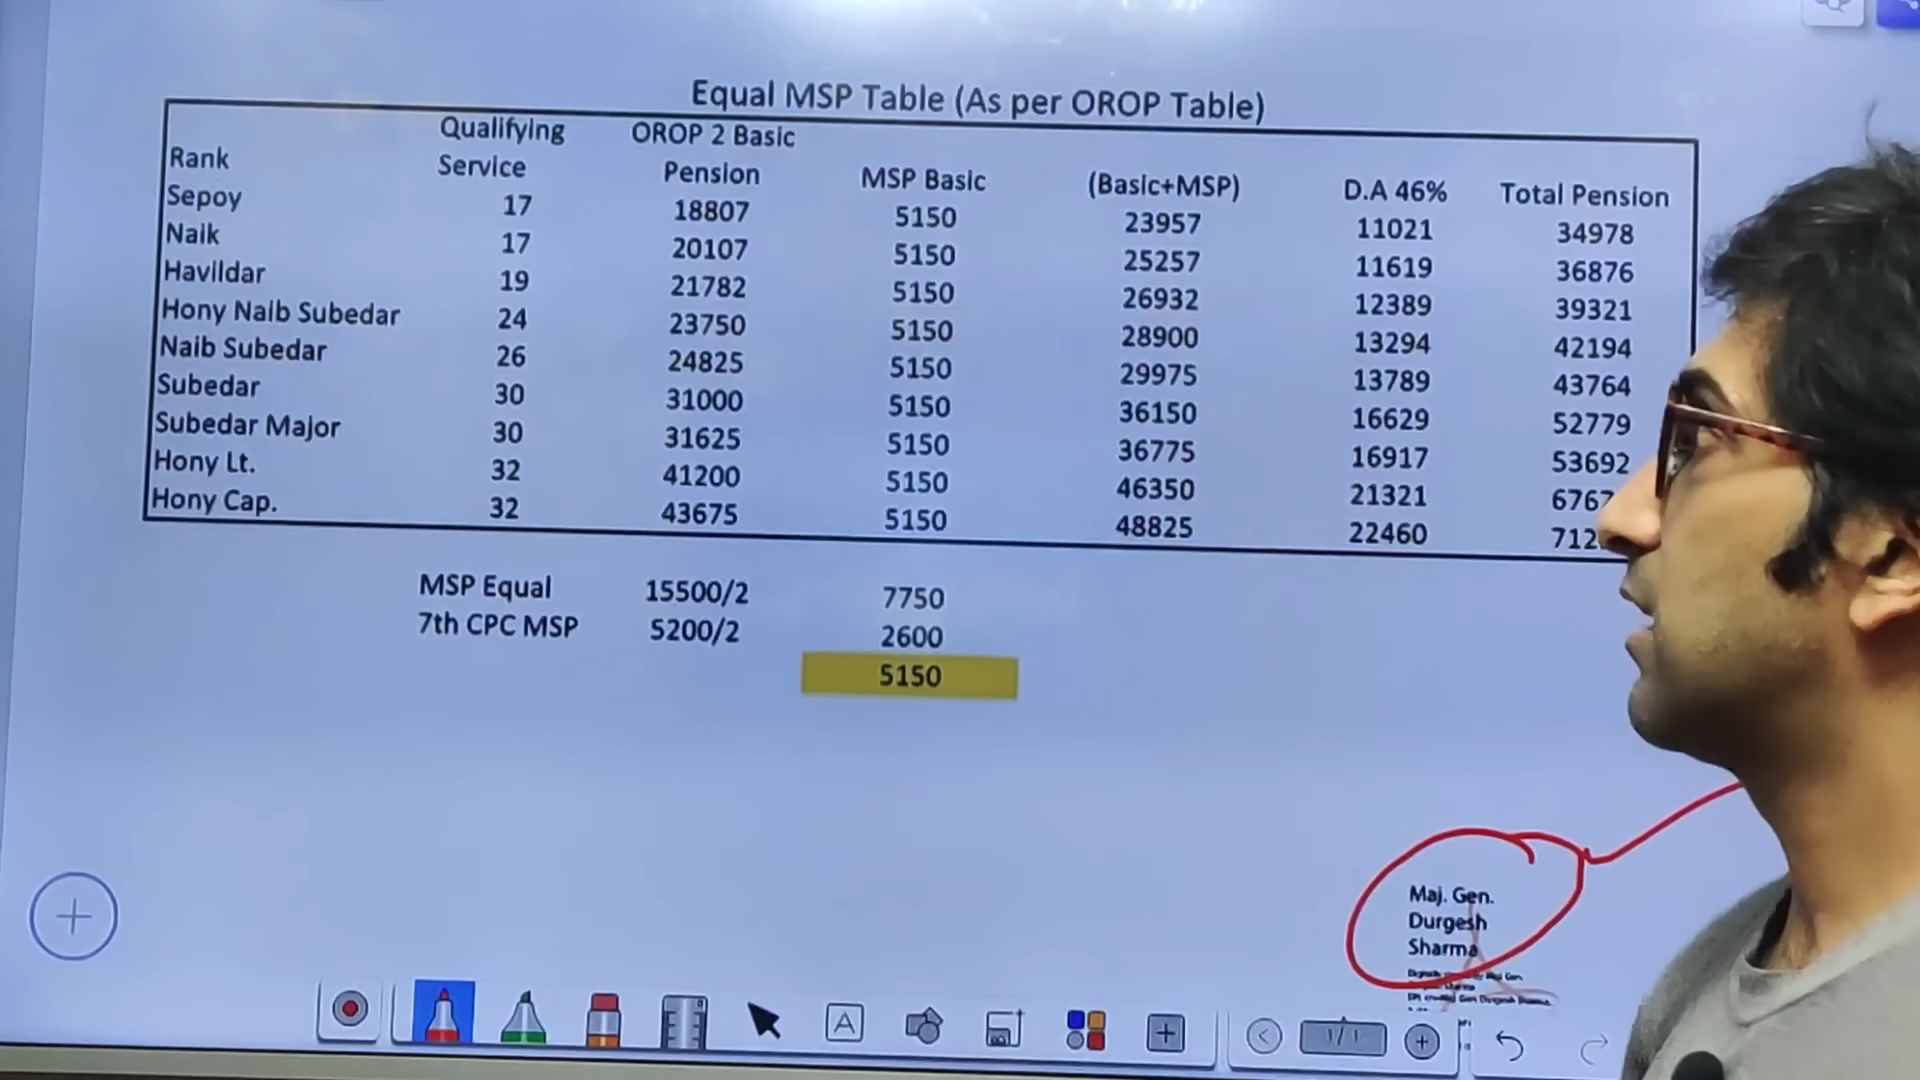 Equal MSP Table (As per OROP Table)
Rank Qualifying Service OROP 2 Basic Pension MSP Basic (Basic+MSP) D.A 46% Total Pension
Sepoy 17 18807 5150 23957 11021 34978
Naik 17 20107 5150 25257 11619 36876
Havildar 19 21782 5150 26932 12389 39321
Hony Naib Subedar 24 23750 5150 28900 13294 42194
Naib Subedar 26 24825 5150 29975 13789 43764
Subedar 30 31000 5150 36150 16629 52779
Subedar Major 30 31625 5150 36775 16917 53692
Hony Lt. 32 41200 5150 46350 21321
Hony Cap. 32 43675 5150 48825 22460
MSP Equal 15500/2 7750
7th CPC MSP 5200/2 2600
5150
Maj. Gen.
Durgesh
Sharma
A
1/1